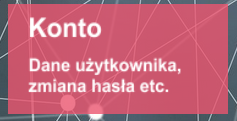 Konto
Dane użytkownika,
zmiana hasła etc.